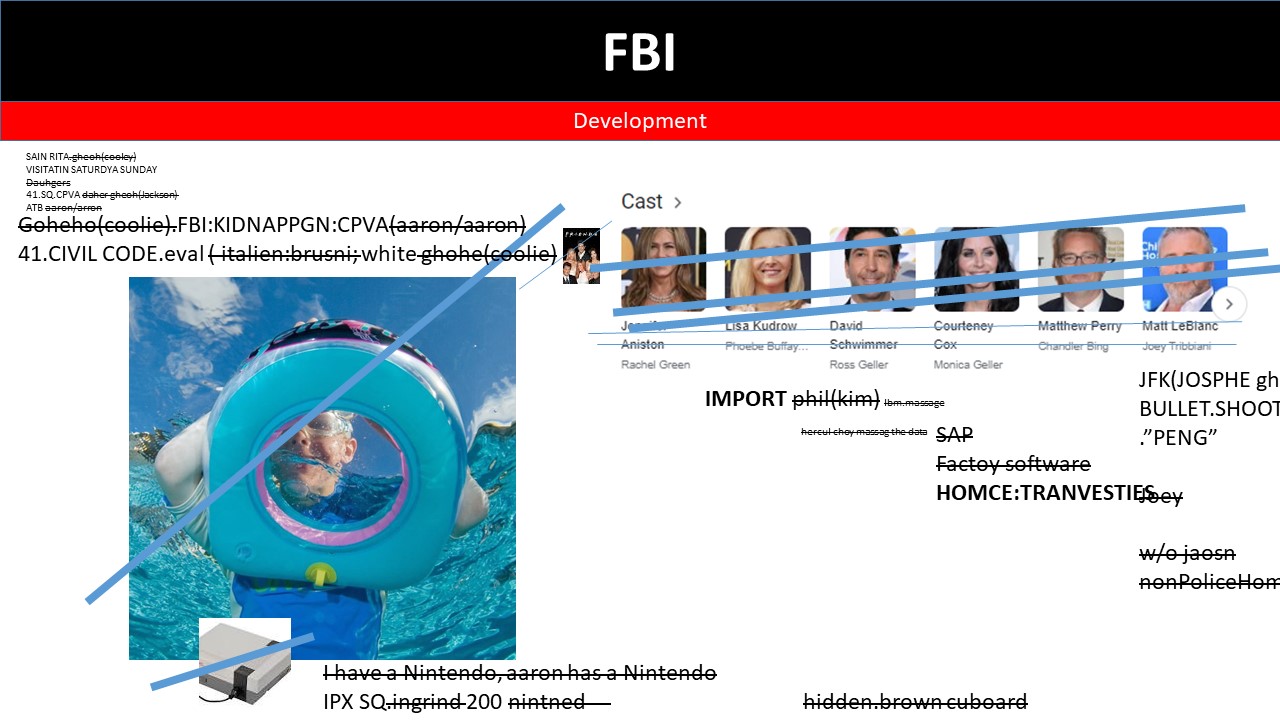 FBI
Development
SAIN RITA.gheoh(cooley)
VISITATIN SATURDYA SUNDAY
Dauhgers
41.SQ.CPVA daher gheoh(Jackson)
ATB aaron/arron
Goheho(coolie).FBI:KIDNAPPGN:CPVA(aaron/aaron)
41.CIVIL CODE.eval ( italien:brusni; white ghohe(coolie)
FRIENDS
Cast
Jennifer Aniston
Rachel Green
Lisa Kudrow
Phoebe Buffay...
David Schwimmer
Ross Geller
Courteney Cox
Monica Geller
Matthew Perry
Chandler Bing
Matt LeBlanc
Joey Tribbiani
IMPORT phil(kim) Ibm.massage
hercul choy massag the data
SAP
Factoy software
HOMCE:TRANVESTIES
JFK(JOSPHE gh
BULLET.SHOOT
.”PENG”
Joey
w/o jaosn
nonPoliceHom
I have a Nintendo, aaron has a Nintendo
IPX SQ.ingrind 200 nintned
hidden.brown cuboard